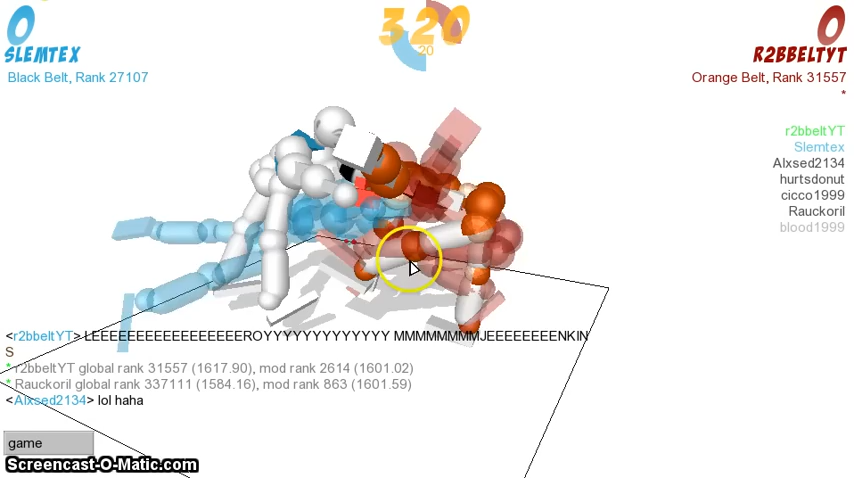 0
SLEMTEX
Black Belt, Rank 27107
320
20
0
R2BBELTYT
Orange Belt, Rank 31557
*
r2bbeltYT
Slemtex
Alxsed2134
hurtsdonut
cicco1999
Rauckoril
blood1999
<r2bbeltYT> LEEEEEEEEEEEEEEEEEEROYYYYYYYYYYYYY MMMMMMMMJEEEEEEEENKIN
S
* r2bbeltYT global rank 31557 (1617.90), mod rank 2614 (1601.02)
* Rauckoril global rank 337111 (1584.16), mod rank 863 (1601.59)
<Alxsed2134> lol haha
game
Screencast-O-Matic.com